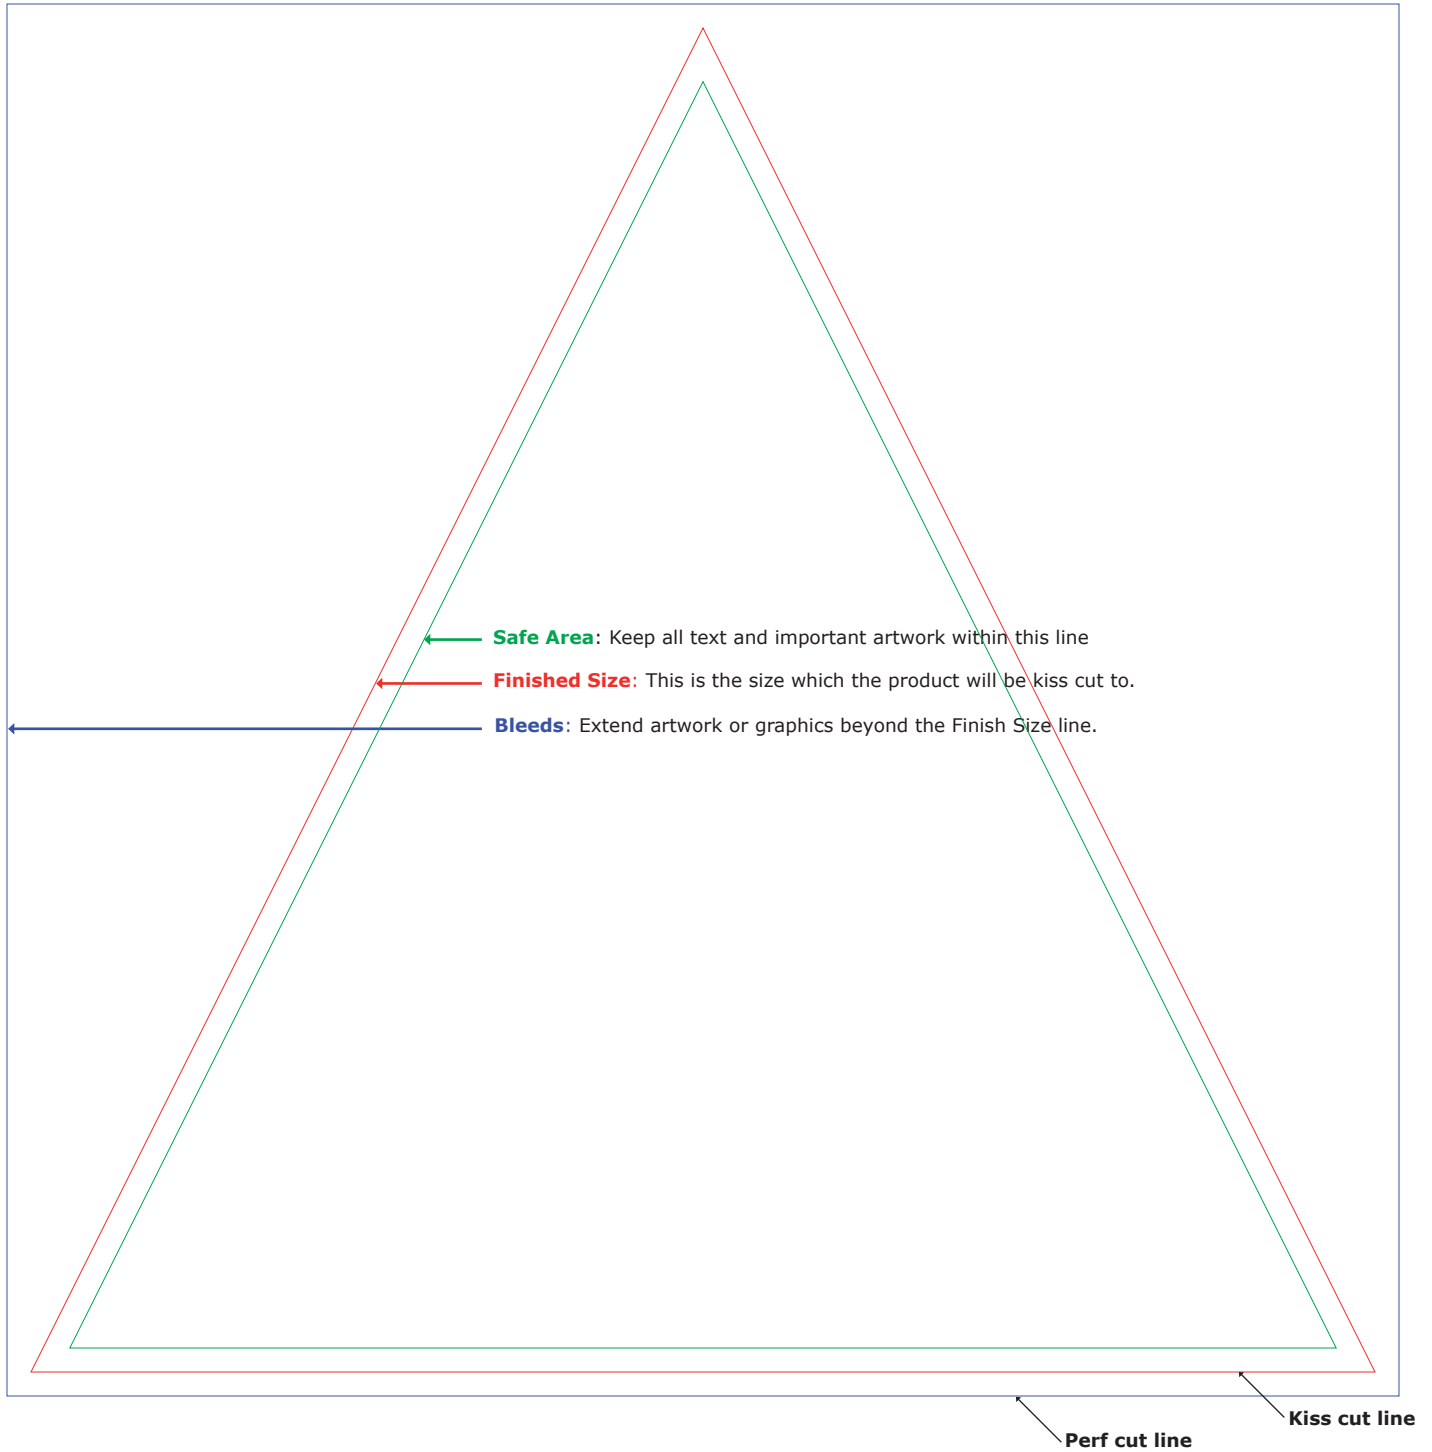 Safe Area: Keep all text and important artwork within this line
Finished Size: This is the size which the product will be kiss cut to.
Bleeds: Extend artwork or graphics beyond the Finish Size line.
Kiss cut line
Perf cut line